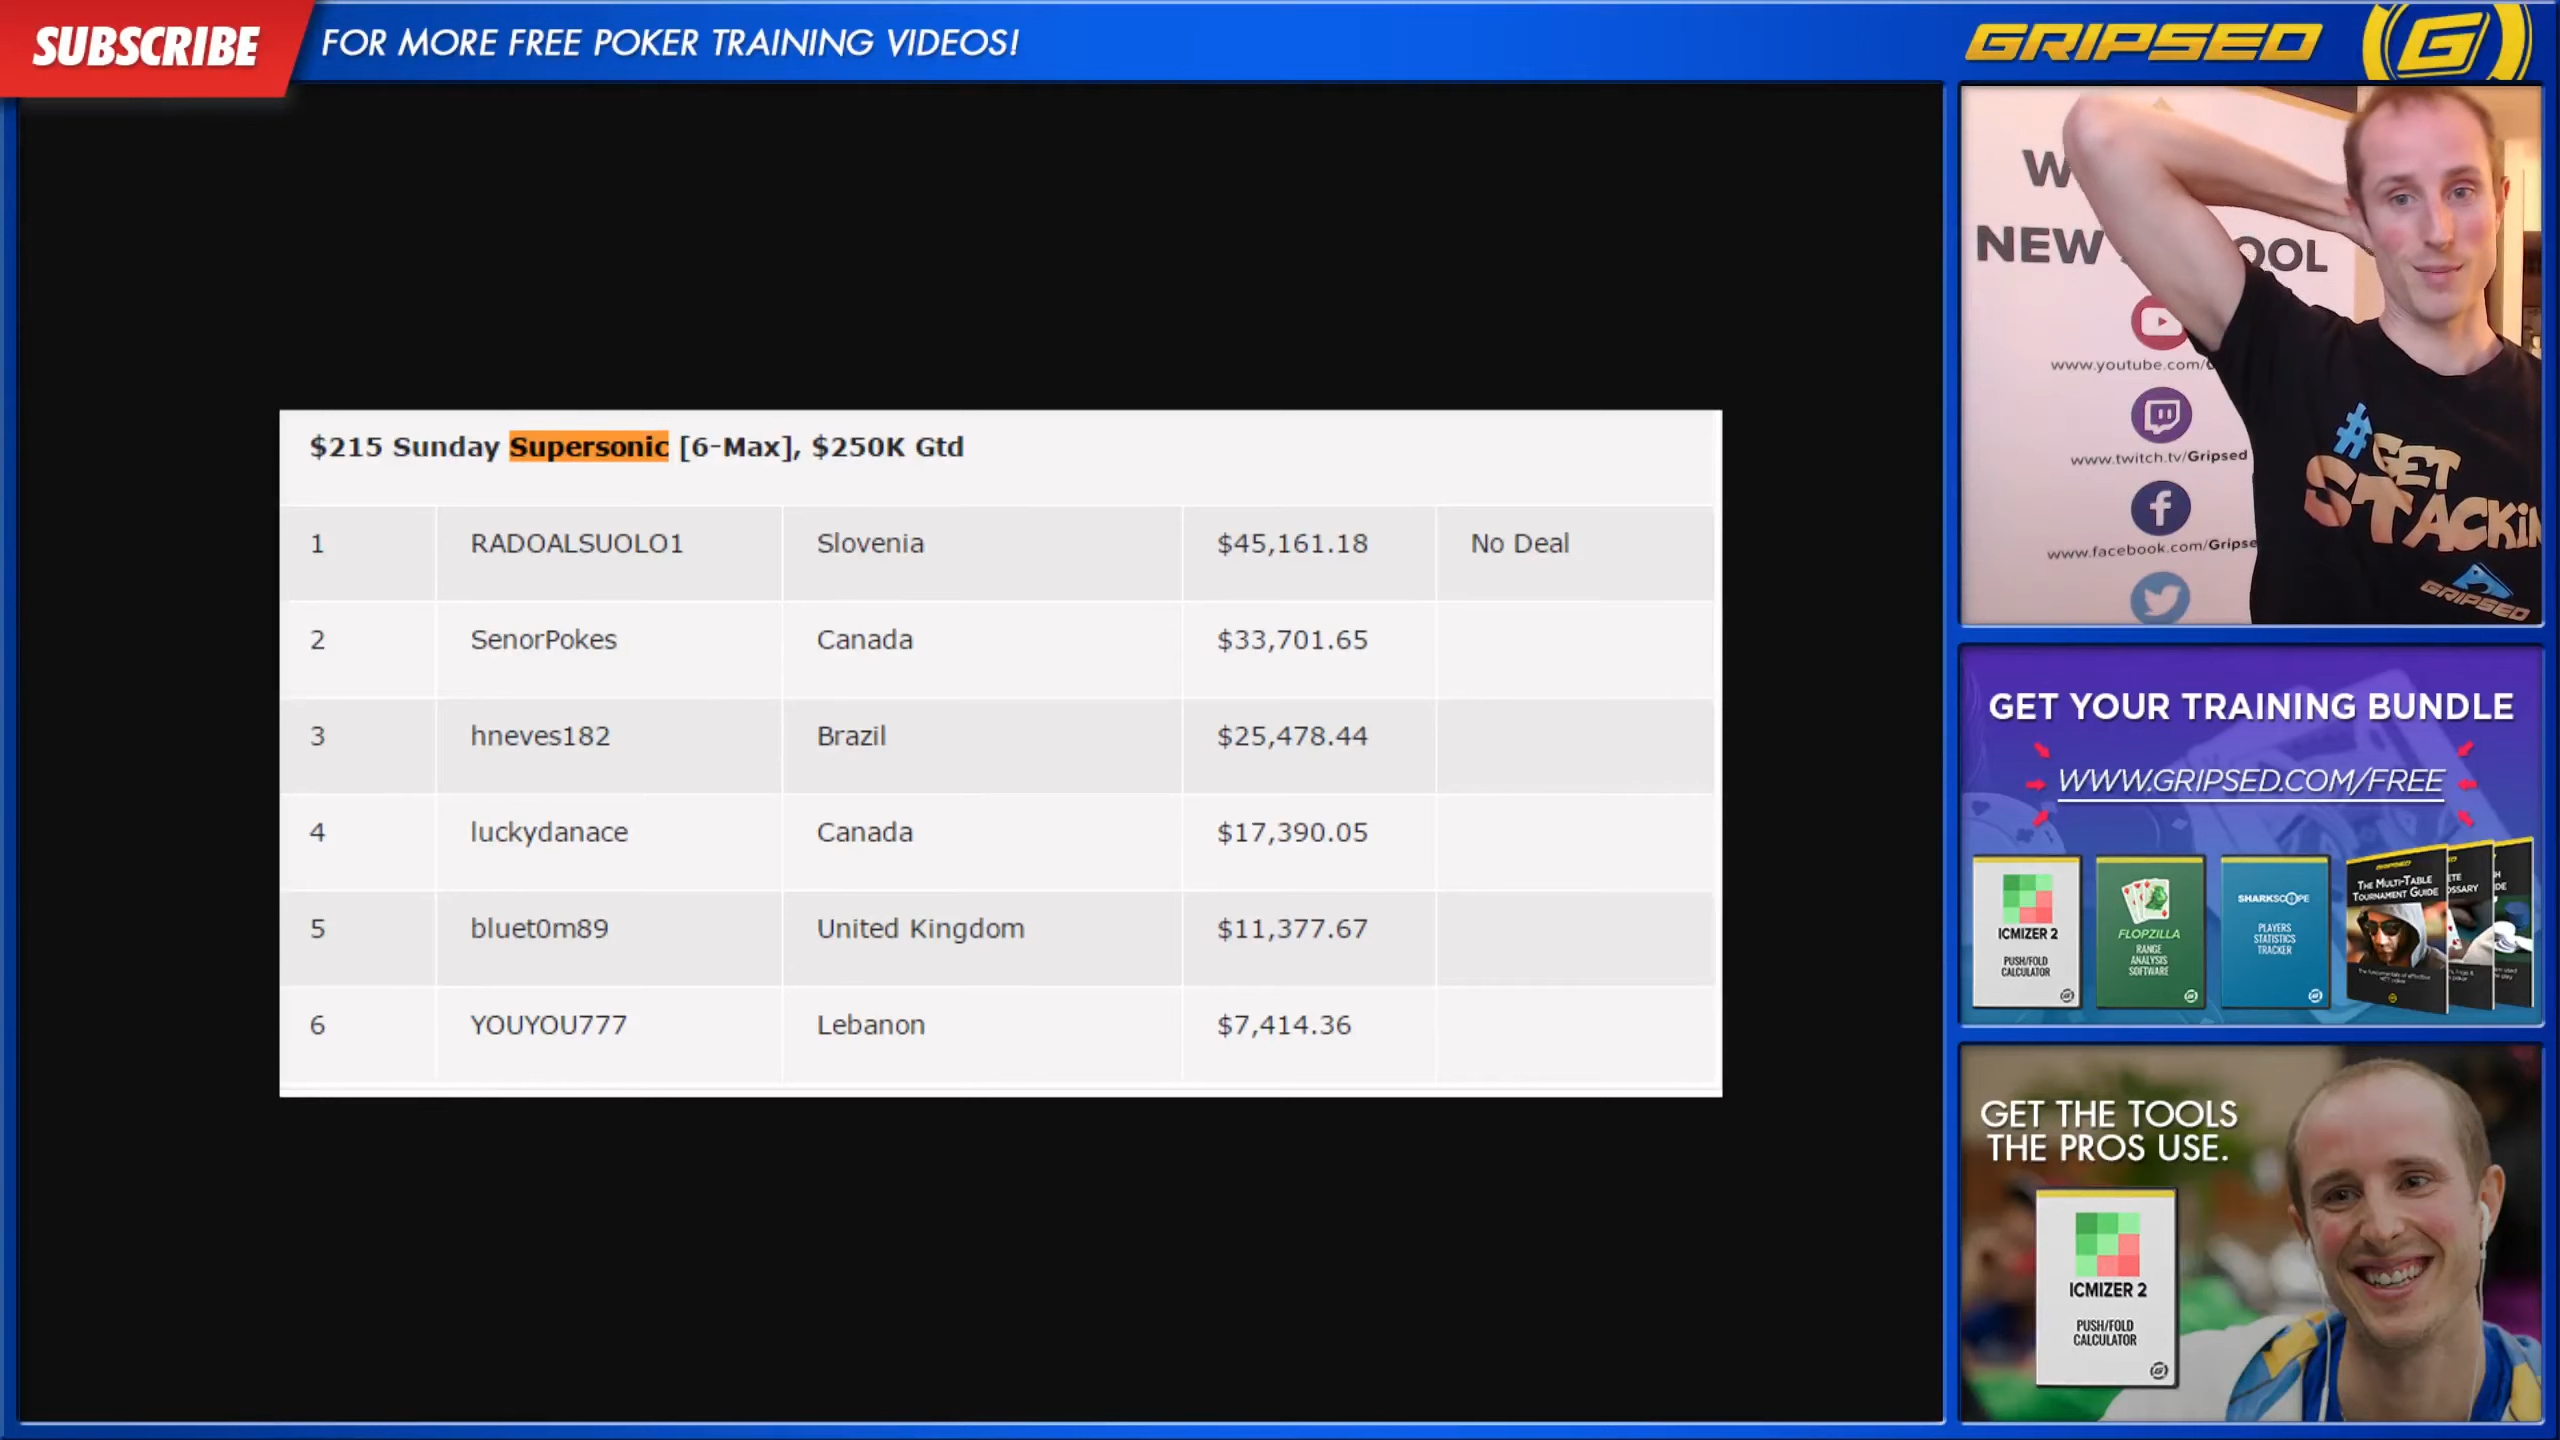 SUBSCRIBE FOR MORE FREE POKER TRAINING VIDEOS!
GRIPSED G
$215 Sunday Supersonic [6-Max], $250K Gtd
1 RADOALSUOLO1 Slovenia $45,161.18 No Deal
2 SenorPokes Canada $33,701.65
3 hneves182 Brazil $25,478.44
4 luckydanace Canada $17,390.05
5 bluet0m89 United Kingdom $11,377.67
6 YOUYOU777 Lebanon $7,414.36
NEW
www.youtube.com/
www.twitch.tv/Gripsed
www.facebook.com/Gripse
#GET
STACKIN
GRIPSED
GET YOUR TRAINING BUNDLE
WWW.GRIPSED.COM/FREE
ICMIZER 2
PUSH/FOLD
CALCULATOR
FLOPZILLA
RANGE
ANALYSIS
SOFTWARE
SHARKSCOPE
PLAYERS
STATISTICS
TRACKER
GRIPSED
THE MULTI-TABLE
TOURNAMENT GUIDE
GET THE TOOLS
THE PROS USE.
ICMIZER 2
PUSH/FOLD
CALCULATOR